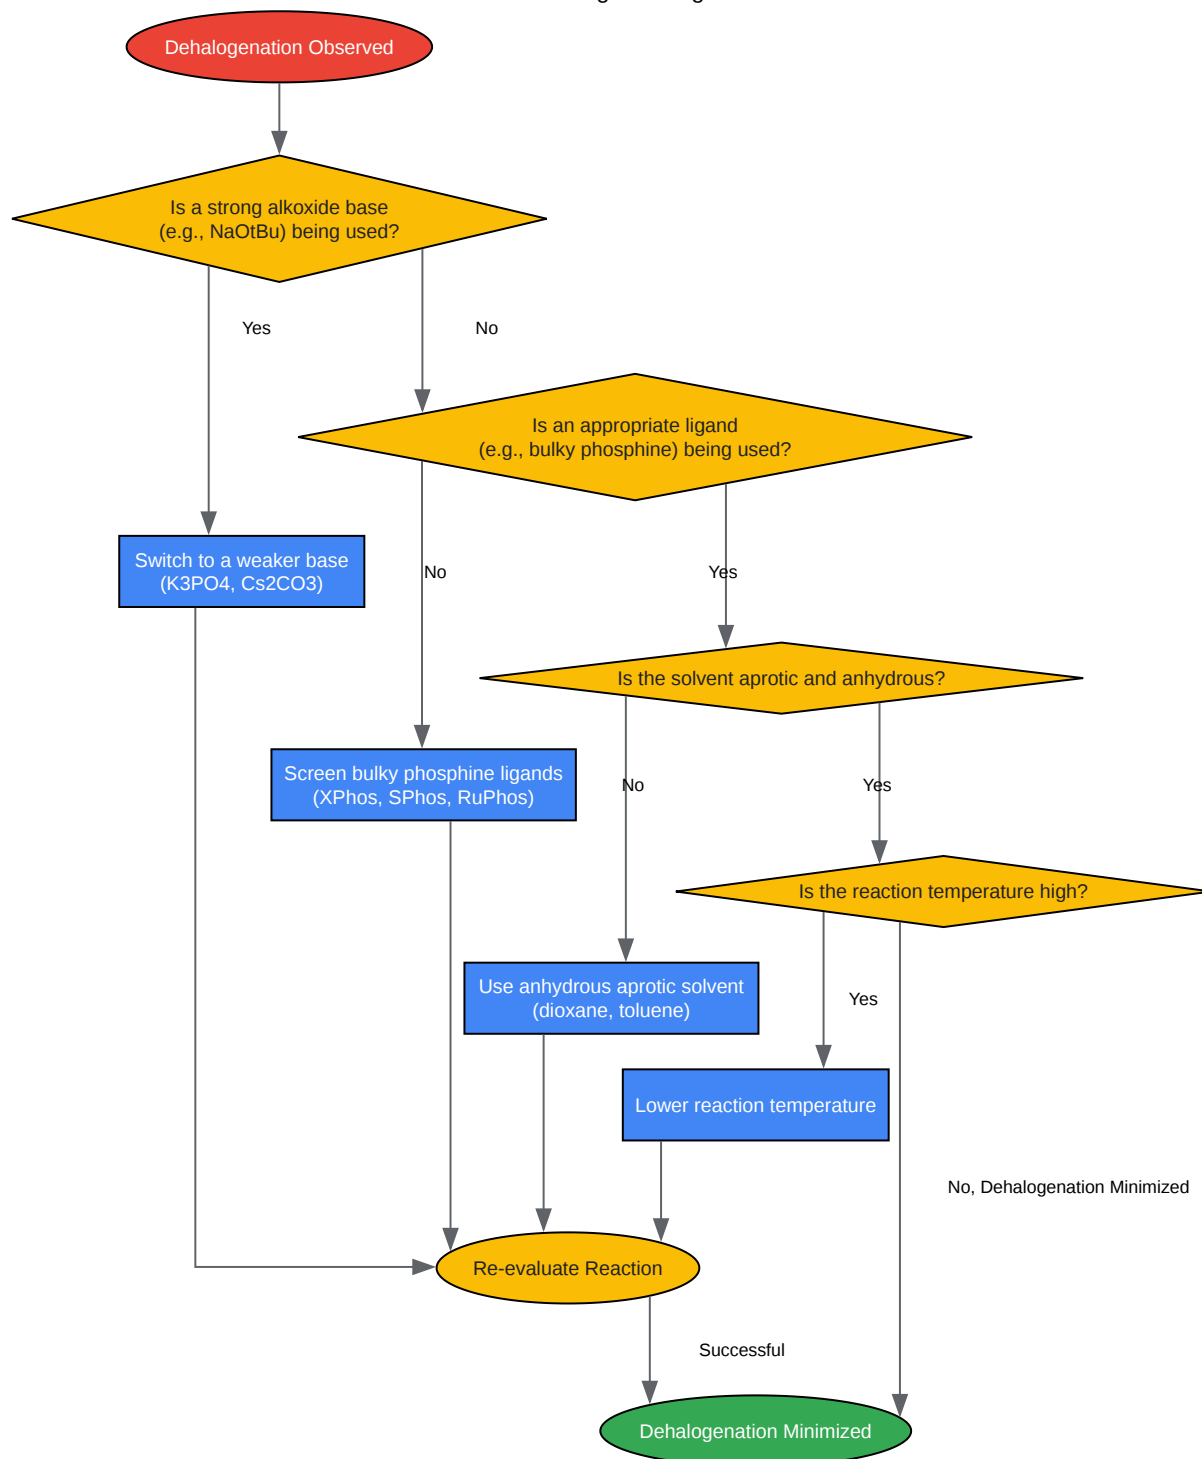 Dehalogenation Observed
Is a strong alkoxide base
(e.g., NaOtBu) being used?
Yes
No
Is an appropriate ligand
(e.g., bulky phosphine) being used?
Switch to a weaker base
(K3PO4, Cs2CO3)
No
Yes
Is the solvent aprotic and anhydrous?
Screen bulky phosphine ligands
(XPhos, SPhos, RuPhos)
No
Yes
Is the reaction temperature high?
Use anhydrous aprotic solvent
(dioxane, toluene)
Yes
Lower reaction temperature
No, Dehalogenation Minimized
Re-evaluate Reaction
Successful
Dehalogenation Minimized